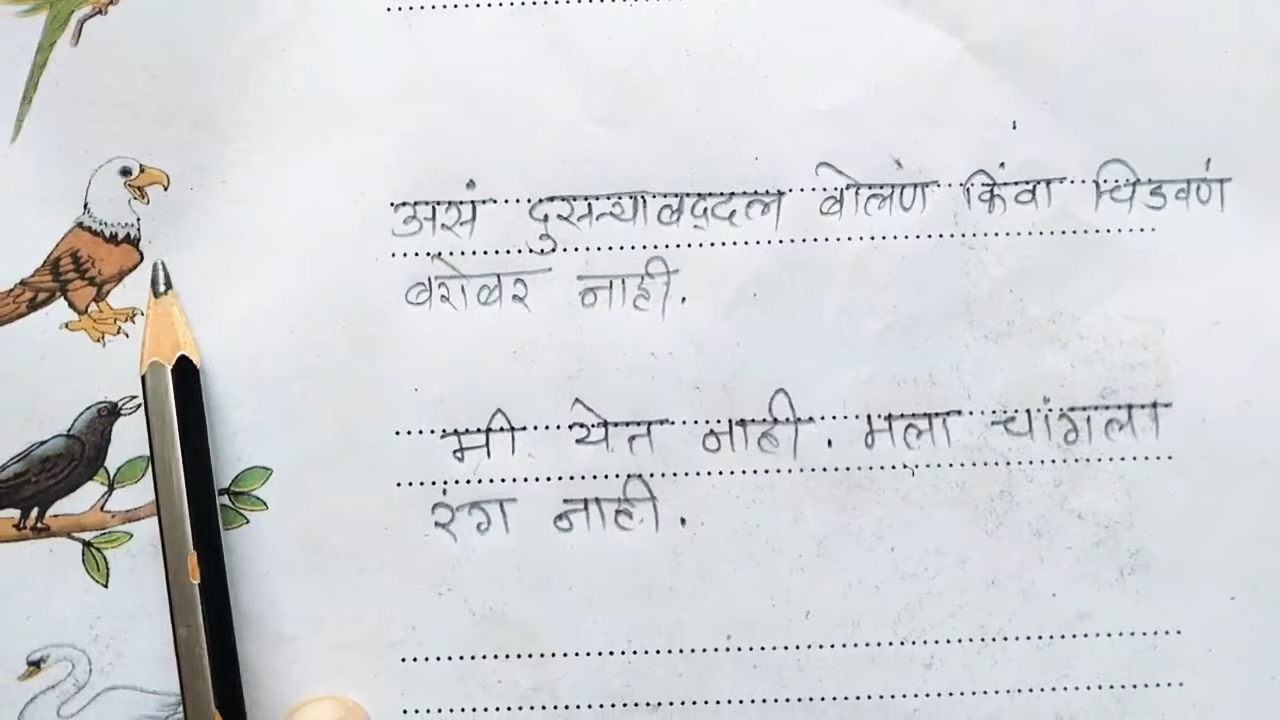 असं दुसऱ्याबद्दल बोलणं किंवा चिडवणं
बरोबर नाही.
मी येत नाही. मला चांगला
रंग नाही.